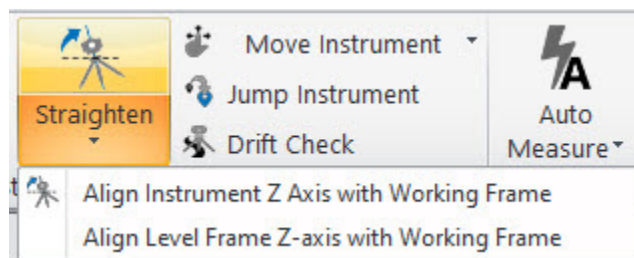 Straighten
Move Instrument
Jump Instrument
Drift Check
Auto
Measure
Align Instrument Z Axis with Working Frame
Align Level Frame Z-axis with Working Frame